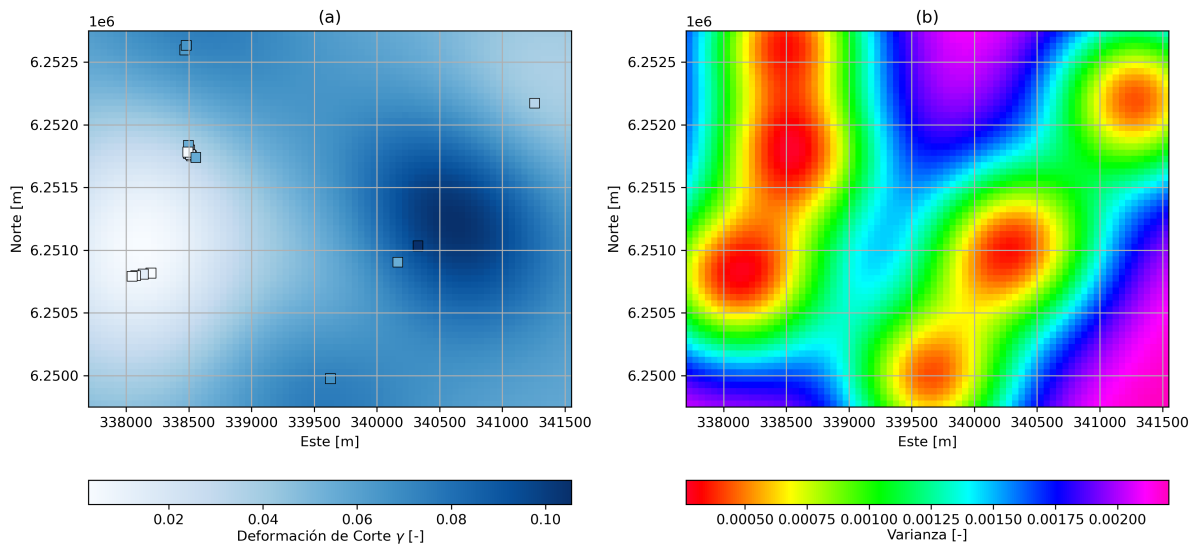 (a)
1e6
6.2525
6.2520
6.2515
6.2510
6.2505
6.2500
Norte [m]
338000 338500 339000 339500 340000 340500 341000 341500
Este [m]
0.02 0.04 0.06 0.08 0.10
Deformación de Corte γ [-]
(b)
1e6
6.2525
6.2520
6.2515
6.2510
6.2505
6.2500
Norte [m]
338000 338500 339000 339500 340000 340500 341000 341500
Este [m]
0.00050 0.00075 0.00100 0.00125 0.00150 0.00175 0.00200
Varianza [-]